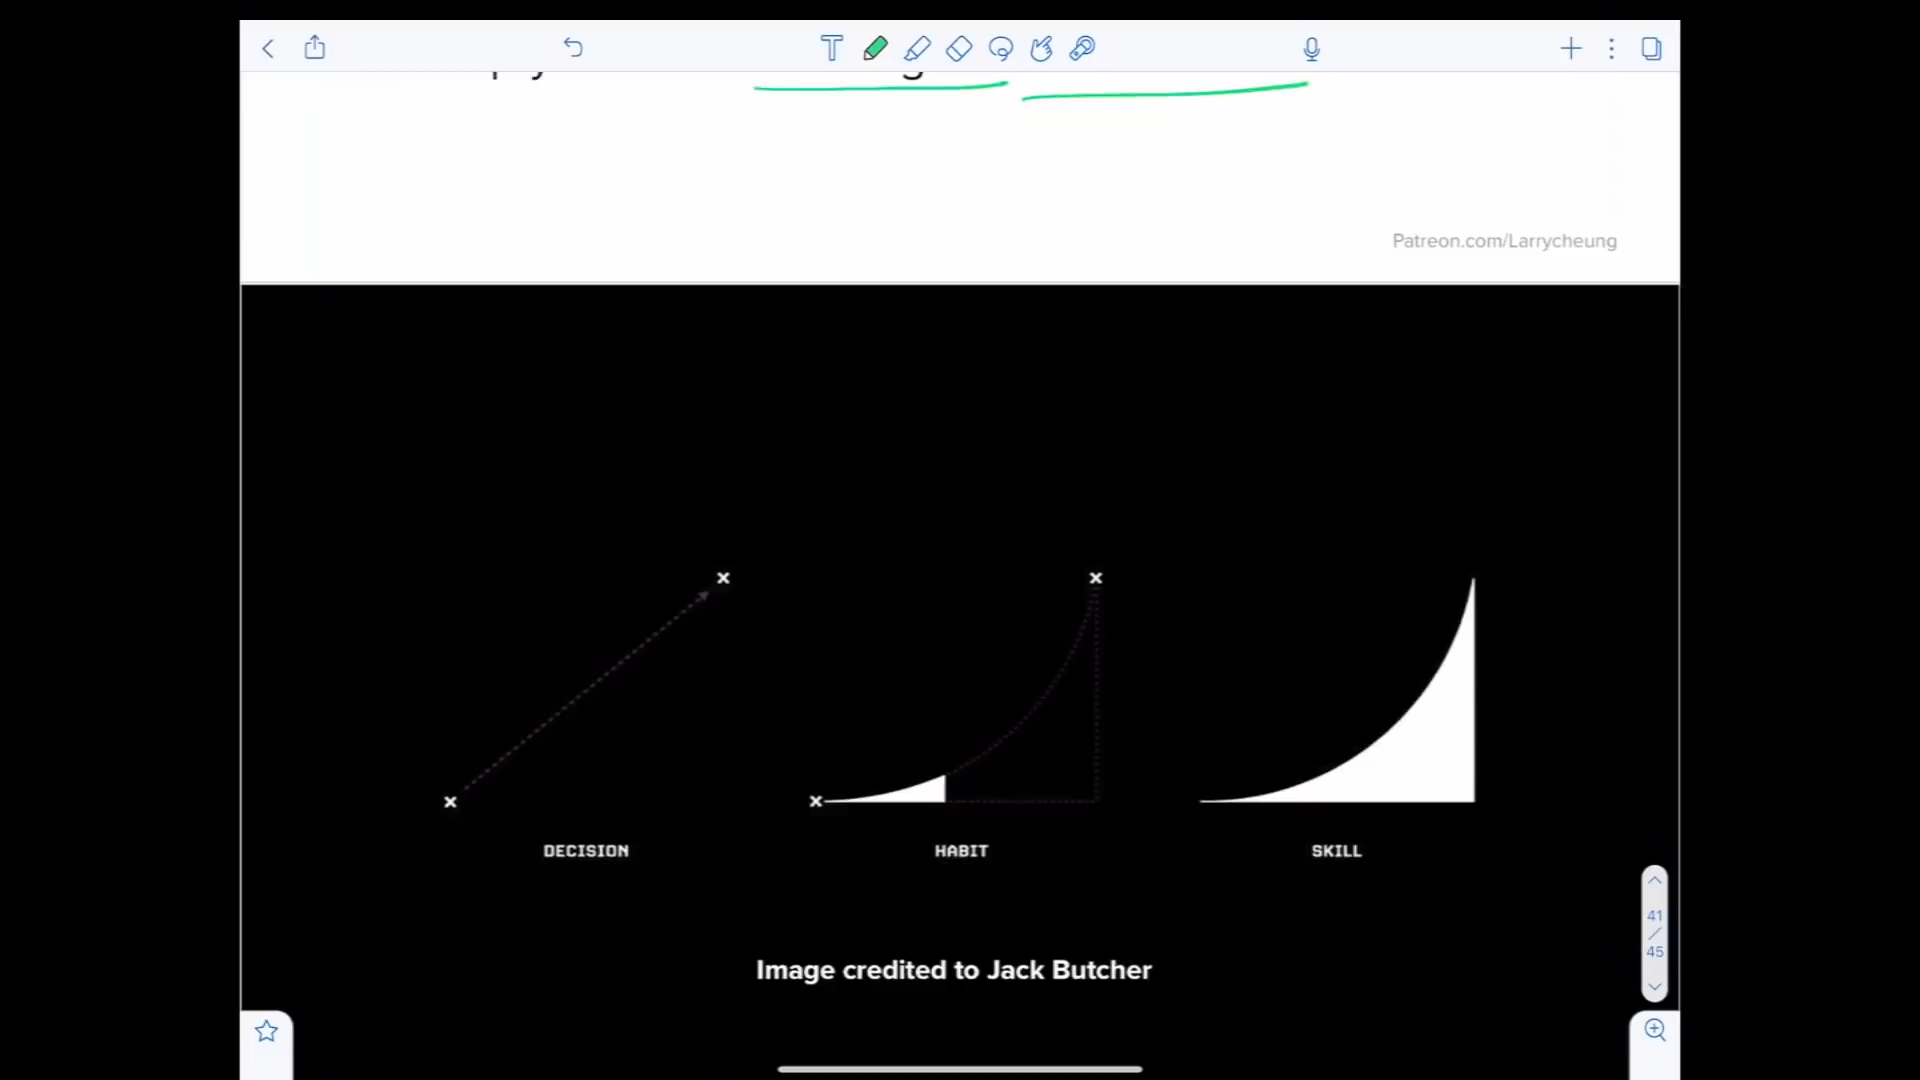 Patreon.com/Larrycheung
DECISION
HABIT
SKILL
Image credited to Jack Butcher
41
/
45